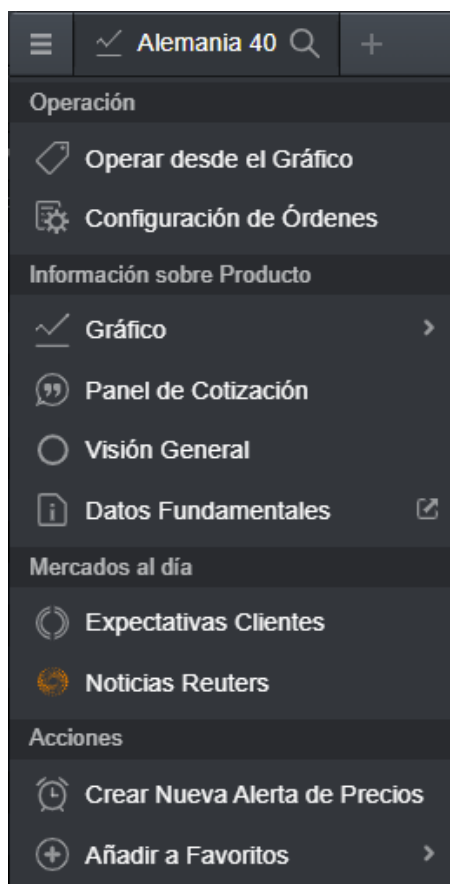 Alemania 40
Operación
Operar desde el Gráfico
Configuración de Órdenes
Información sobre Producto
Gráfico
Panel de Cotización
Visión General
Datos Fundamentales
Mercados al día
Expectativas Clientes
Noticias Reuters
Acciones
Crear Nueva Alerta de Precios
Añadir a Favoritos